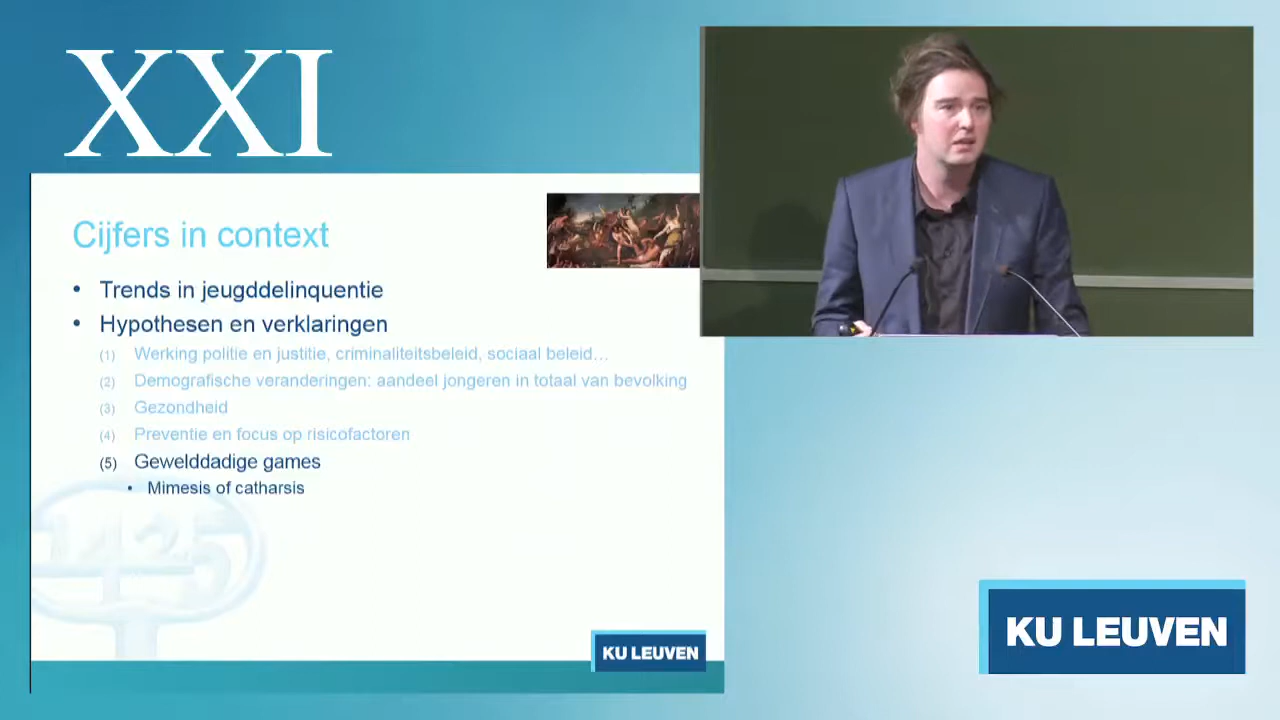 XXI
Cijfers in context
• Trends in jeugddelinquentie
• Hypothesen en verklaringen
(1) Werking politie en justitie, criminaliteitsbeleid, sociaal beleid…
(2) Demografische veranderingen: aandeel jongeren in totaal van bevolking
(3) Gezondheid
(4) Preventie en focus op risicofactoren
(5) Gewelddadige games
• Mimesis of catharsis
1425
KU LEUVEN
KU LEUVEN